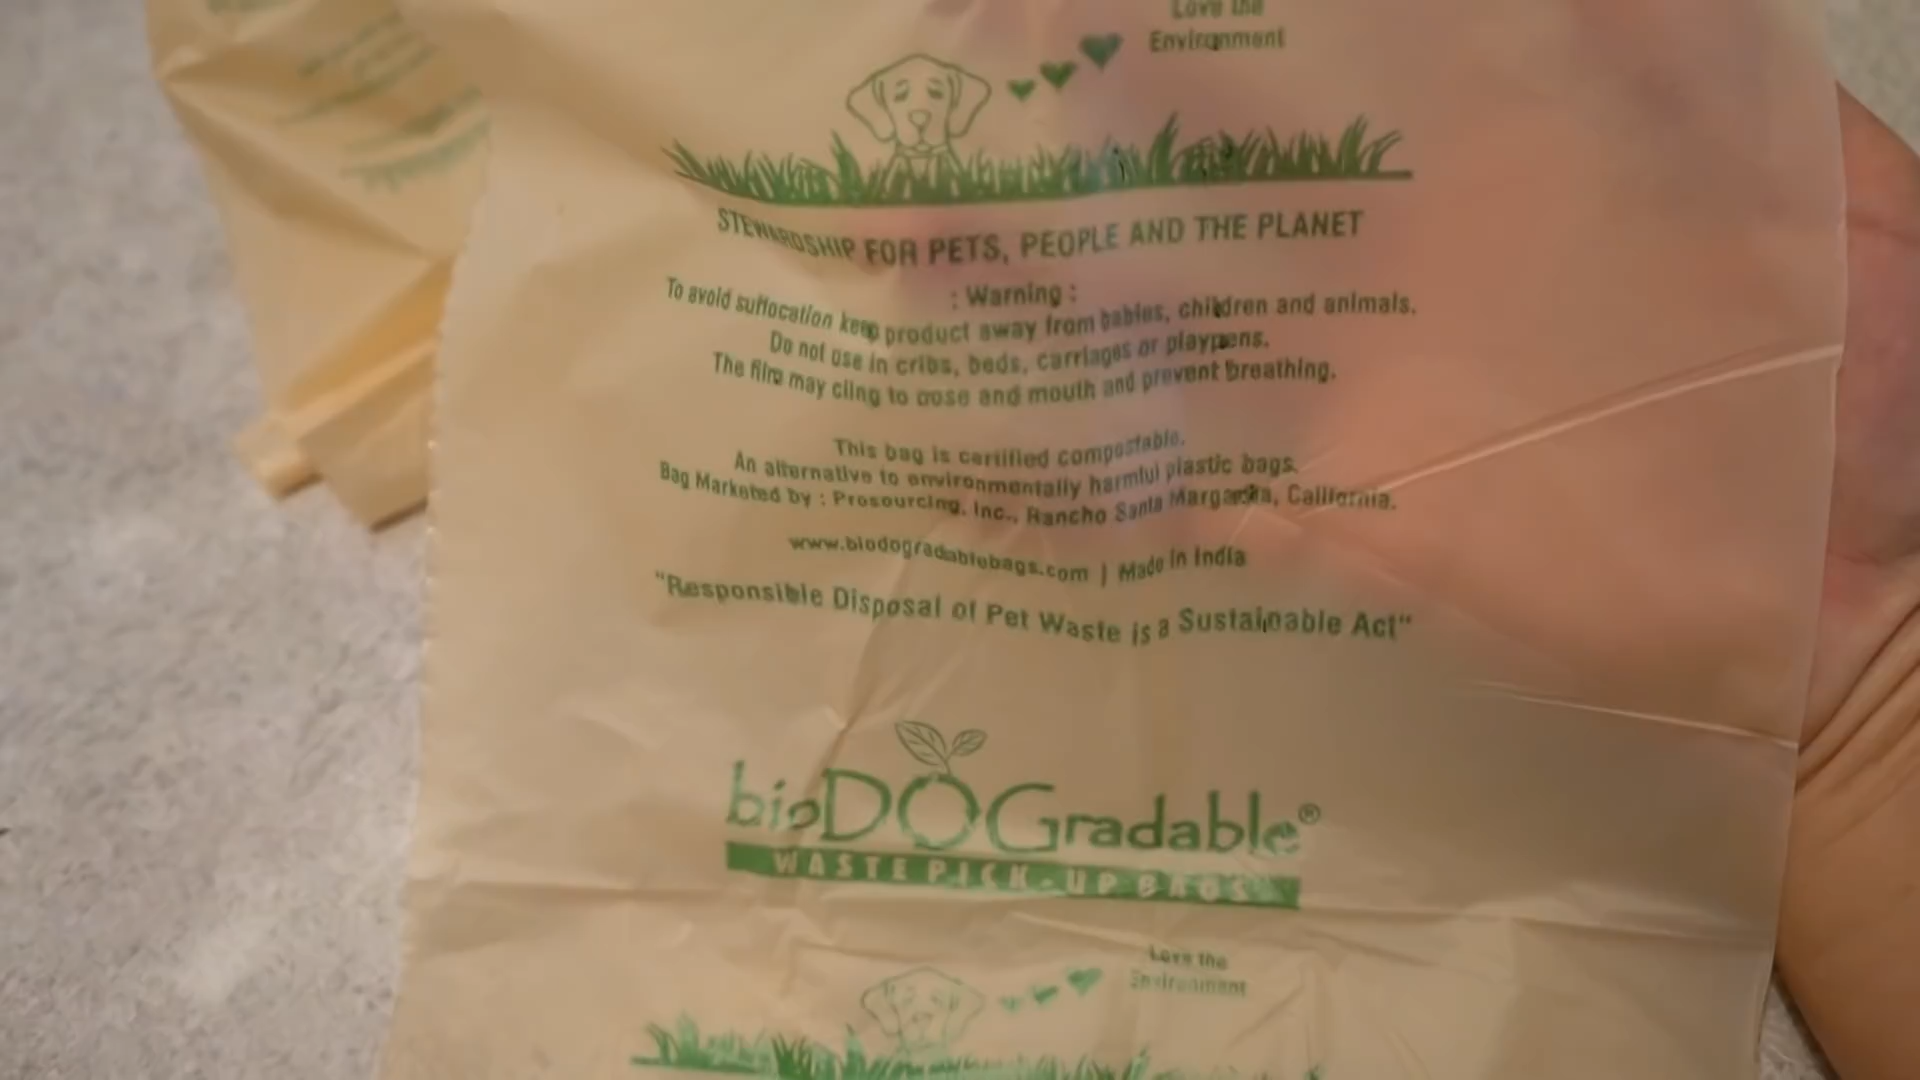 Love the
Environment
STEWARDSHIP FOR PETS, PEOPLE AND THE PLANET
: Warning :
To avoid suffocation keep product away from babies, children and animals.
Do not use in cribs, beds, carriages or playpens.
The film may cling to nose and mouth and prevent breathing.
This bag is certified compostable.
An alternative to environmentally harmful plastic bags.
Bag Marketed by : Prosourcing, Inc., Rancho Santa Margarita, California.
www.biodogradablebags.com | Made in India
"Responsible Disposal of Pet Waste is a Sustainable Act"
bioDOGradable®
WASTE PICK-UP BAGS
Love the
Environment